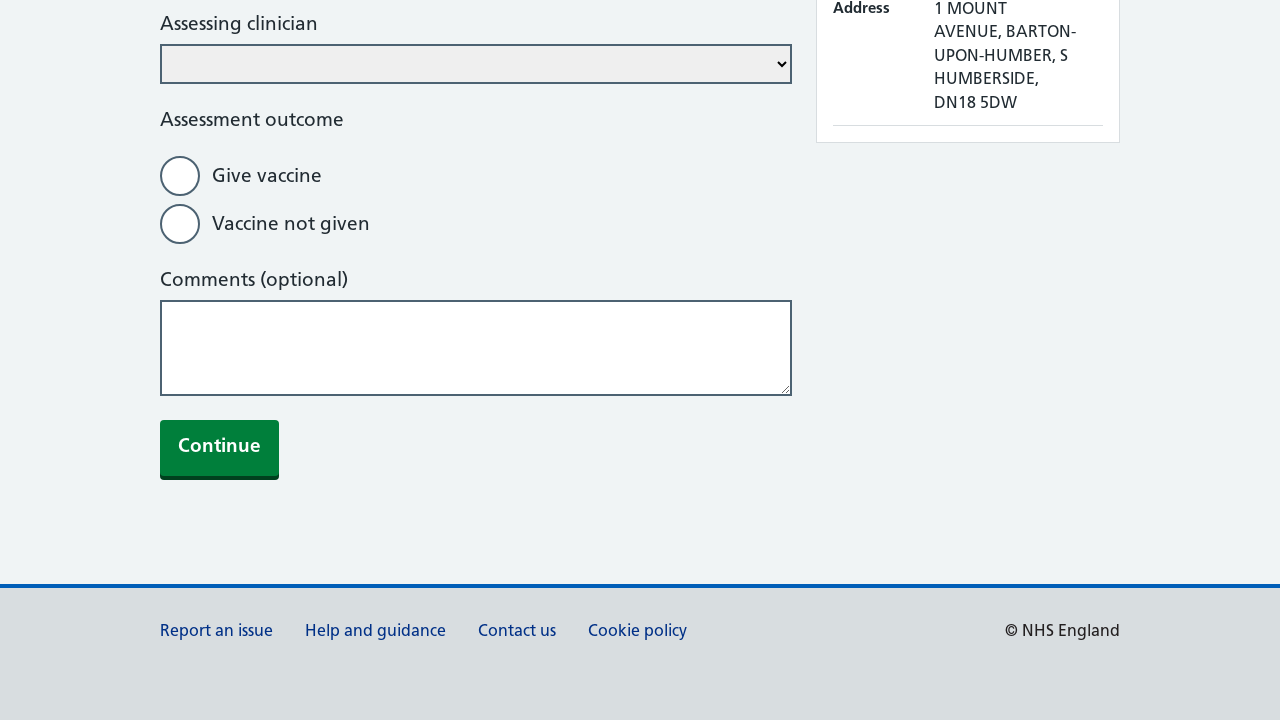 Assessing clinician
Assessment outcome
Give vaccine
Vaccine not given
Comments (optional)
Continue
Address
1 MOUNT
AVENUE, BARTON-
UPON-HUMBER, S
HUMBERSIDE,
DN18 5DW
Report an issue
Help and guidance
Contact us
Cookie policy
© NHS England